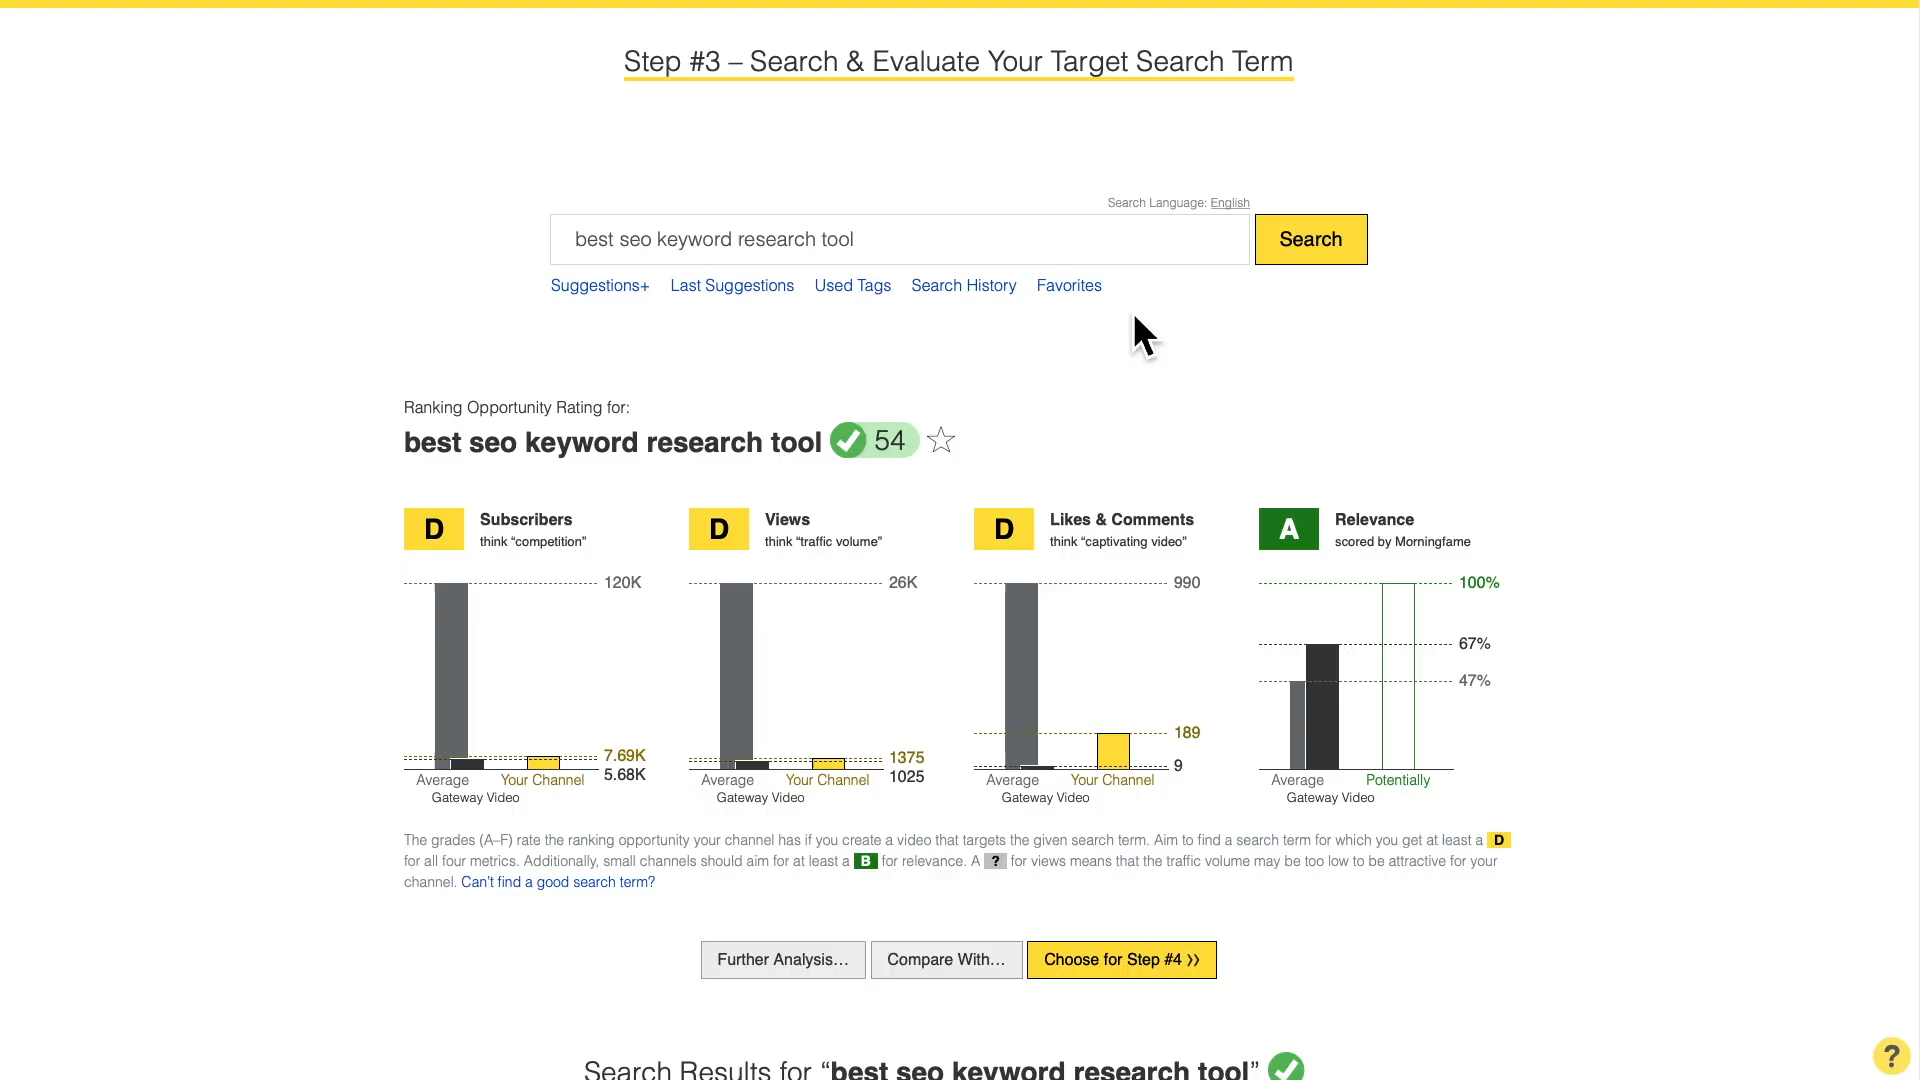 Step #3 – Search & Evaluate Your Target Search Term
Search Language: English
best seo keyword research tool
Search
Suggestions+ Last Suggestions Used Tags Search History Favorites
Ranking Opportunity Rating for:
best seo keyword research tool 54
D Subscribers
think “competition”
120K
7.69K
5.68K
Average Your Channel
Gateway Video
D Views
think “traffic volume”
26K
1375
1025
Average Your Channel
Gateway Video
D Likes & Comments
think “captivating video”
990
189
9
Average Your Channel
Gateway Video
A Relevance
scored by Morningfame
100%
67%
47%
Average Potentially
Gateway Video
The grades (A–F) rate the ranking opportunity your channel has if you create a video that targets the given search term. Aim to find a search term for which you get at least a D
for all four metrics. Additionally, small channels should aim for at least a B for relevance. A ? for views means that the traffic volume may be too low to be attractive for your
channel. Can't find a good search term?
Further Analysis… Compare With… Choose for Step #4 ⟩⟩
Search Results for “best seo keyword research tool”
?